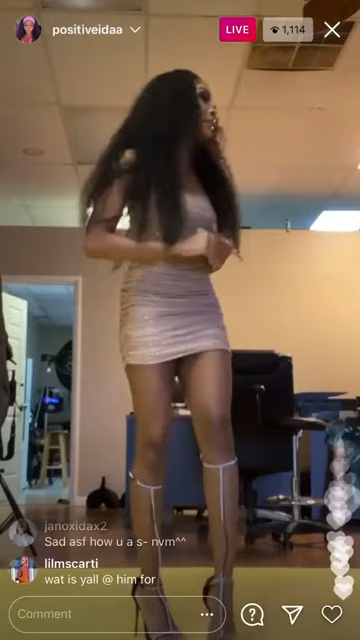 positiveidaa
LIVE
1,114
janoxidax2
Sad asf how u a s- nvm^^
lilmscarti
wat is yall @ him for
Comment